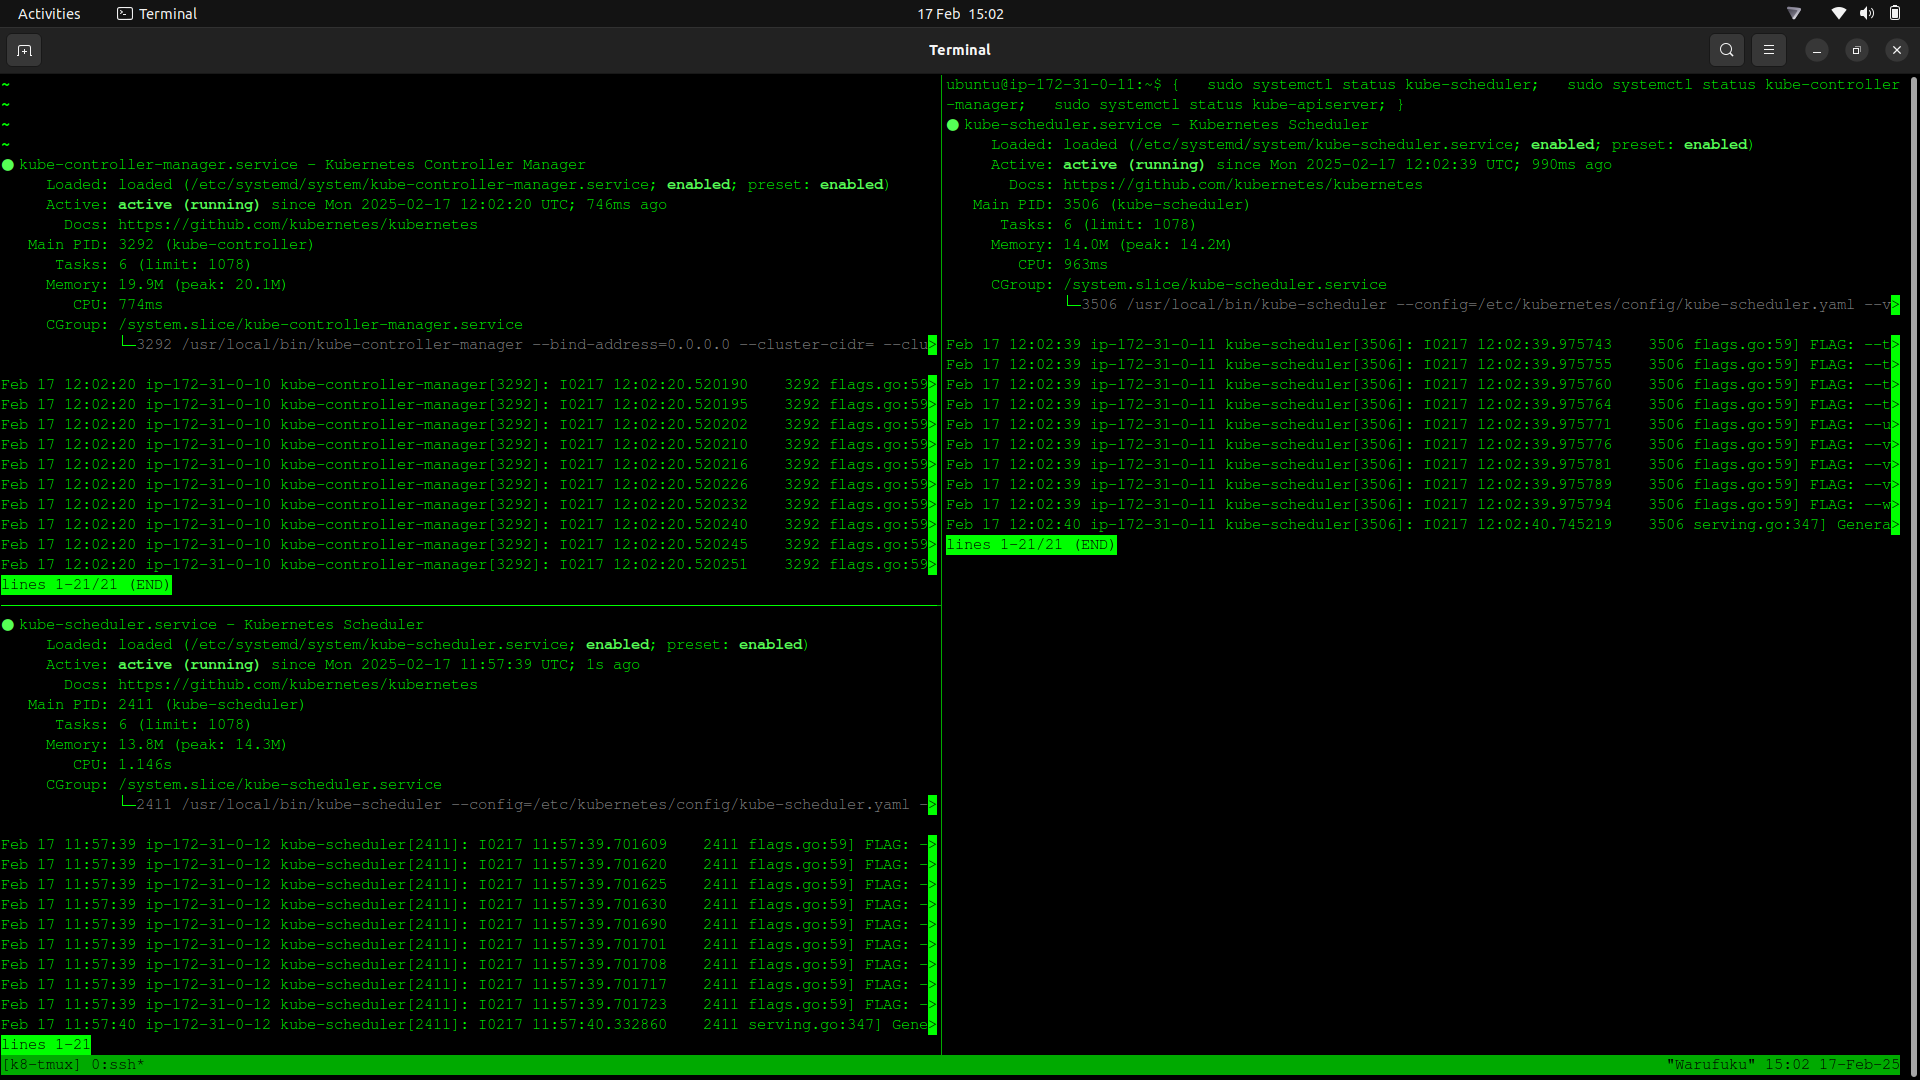 Activities Terminal 17 Feb 15:02
Terminal
~
~
~
~
kube-controller-manager.service - Kubernetes Controller Manager
Loaded: loaded (/etc/systemd/system/kube-controller-manager.service; enabled; preset: enabled)
Active: active (running) since Mon 2025-02-17 12:02:20 UTC; 746ms ago
Docs: https://github.com/kubernetes/kubernetes
Main PID: 3292 (kube-controller)
Tasks: 6 (limit: 1078)
Memory: 19.9M (peak: 20.1M)
CPU: 774ms
CGroup: /system.slice/kube-controller-manager.service
└─3292 /usr/local/bin/kube-controller-manager --bind-address=0.0.0.0 --cluster-cidr= --clu>
Feb 17 12:02:20 ip-172-31-0-10 kube-controller-manager[3292]: I0217 12:02:20.520190    3292 flags.go:59>
Feb 17 12:02:20 ip-172-31-0-10 kube-controller-manager[3292]: I0217 12:02:20.520195    3292 flags.go:59>
Feb 17 12:02:20 ip-172-31-0-10 kube-controller-manager[3292]: I0217 12:02:20.520202    3292 flags.go:59>
Feb 17 12:02:20 ip-172-31-0-10 kube-controller-manager[3292]: I0217 12:02:20.520210    3292 flags.go:59>
Feb 17 12:02:20 ip-172-31-0-10 kube-controller-manager[3292]: I0217 12:02:20.520216    3292 flags.go:59>
Feb 17 12:02:20 ip-172-31-0-10 kube-controller-manager[3292]: I0217 12:02:20.520226    3292 flags.go:59>
Feb 17 12:02:20 ip-172-31-0-10 kube-controller-manager[3292]: I0217 12:02:20.520232    3292 flags.go:59>
Feb 17 12:02:20 ip-172-31-0-10 kube-controller-manager[3292]: I0217 12:02:20.520240    3292 flags.go:59>
Feb 17 12:02:20 ip-172-31-0-10 kube-controller-manager[3292]: I0217 12:02:20.520245    3292 flags.go:59>
Feb 17 12:02:20 ip-172-31-0-10 kube-controller-manager[3292]: I0217 12:02:20.520251    3292 flags.go:59>
lines 1-21/21 (END)
kube-scheduler.service - Kubernetes Scheduler
Loaded: loaded (/etc/systemd/system/kube-scheduler.service; enabled; preset: enabled)
Active: active (running) since Mon 2025-02-17 11:57:39 UTC; 1s ago
Docs: https://github.com/kubernetes/kubernetes
Main PID: 2411 (kube-scheduler)
Tasks: 6 (limit: 1078)
Memory: 13.8M (peak: 14.3M)
CPU: 1.146s
CGroup: /system.slice/kube-scheduler.service
└─2411 /usr/local/bin/kube-scheduler --config=/etc/kubernetes/config/kube-scheduler.yaml ->
Feb 17 11:57:39 ip-172-31-0-12 kube-scheduler[2411]: I0217 11:57:39.701609    2411 flags.go:59] FLAG: ->
Feb 17 11:57:39 ip-172-31-0-12 kube-scheduler[2411]: I0217 11:57:39.701620    2411 flags.go:59] FLAG: ->
Feb 17 11:57:39 ip-172-31-0-12 kube-scheduler[2411]: I0217 11:57:39.701625    2411 flags.go:59] FLAG: ->
Feb 17 11:57:39 ip-172-31-0-12 kube-scheduler[2411]: I0217 11:57:39.701630    2411 flags.go:59] FLAG: ->
Feb 17 11:57:39 ip-172-31-0-12 kube-scheduler[2411]: I0217 11:57:39.701690    2411 flags.go:59] FLAG: ->
Feb 17 11:57:39 ip-172-31-0-12 kube-scheduler[2411]: I0217 11:57:39.701701    2411 flags.go:59] FLAG: ->
Feb 17 11:57:39 ip-172-31-0-12 kube-scheduler[2411]: I0217 11:57:39.701708    2411 flags.go:59] FLAG: ->
Feb 17 11:57:39 ip-172-31-0-12 kube-scheduler[2411]: I0217 11:57:39.701717    2411 flags.go:59] FLAG: ->
Feb 17 11:57:39 ip-172-31-0-12 kube-scheduler[2411]: I0217 11:57:39.701723    2411 flags.go:59] FLAG: ->
Feb 17 11:57:40 ip-172-31-0-12 kube-scheduler[2411]: I0217 11:57:40.332860    2411 serving.go:347] Gene>
lines 1-21
ubuntu@ip-172-31-0-11:~$ {   sudo systemctl status kube-scheduler;   sudo systemctl status kube-controller
-manager;   sudo systemctl status kube-apiserver; }
kube-scheduler.service - Kubernetes Scheduler
Loaded: loaded (/etc/systemd/system/kube-scheduler.service; enabled; preset: enabled)
Active: active (running) since Mon 2025-02-17 12:02:39 UTC; 990ms ago
Docs: https://github.com/kubernetes/kubernetes
Main PID: 3506 (kube-scheduler)
Tasks: 6 (limit: 1078)
Memory: 14.0M (peak: 14.2M)
CPU: 963ms
CGroup: /system.slice/kube-scheduler.service
└─3506 /usr/local/bin/kube-scheduler --config=/etc/kubernetes/config/kube-scheduler.yaml --v>
Feb 17 12:02:39 ip-172-31-0-11 kube-scheduler[3506]: I0217 12:02:39.975743    3506 flags.go:59] FLAG: --t>
Feb 17 12:02:39 ip-172-31-0-11 kube-scheduler[3506]: I0217 12:02:39.975755    3506 flags.go:59] FLAG: --t>
Feb 17 12:02:39 ip-172-31-0-11 kube-scheduler[3506]: I0217 12:02:39.975760    3506 flags.go:59] FLAG: --t>
Feb 17 12:02:39 ip-172-31-0-11 kube-scheduler[3506]: I0217 12:02:39.975764    3506 flags.go:59] FLAG: --t>
Feb 17 12:02:39 ip-172-31-0-11 kube-scheduler[3506]: I0217 12:02:39.975771    3506 flags.go:59] FLAG: --u>
Feb 17 12:02:39 ip-172-31-0-11 kube-scheduler[3506]: I0217 12:02:39.975776    3506 flags.go:59] FLAG: --v>
Feb 17 12:02:39 ip-172-31-0-11 kube-scheduler[3506]: I0217 12:02:39.975781    3506 flags.go:59] FLAG: --v>
Feb 17 12:02:39 ip-172-31-0-11 kube-scheduler[3506]: I0217 12:02:39.975789    3506 flags.go:59] FLAG: --v>
Feb 17 12:02:39 ip-172-31-0-11 kube-scheduler[3506]: I0217 12:02:39.975794    3506 flags.go:59] FLAG: --w>
Feb 17 12:02:40 ip-172-31-0-11 kube-scheduler[3506]: I0217 12:02:40.745219    3506 serving.go:347] Genera>
lines 1-21/21 (END)
[k8-tmux] 0:ssh* "Warufuku" 15:02 17-Feb-25